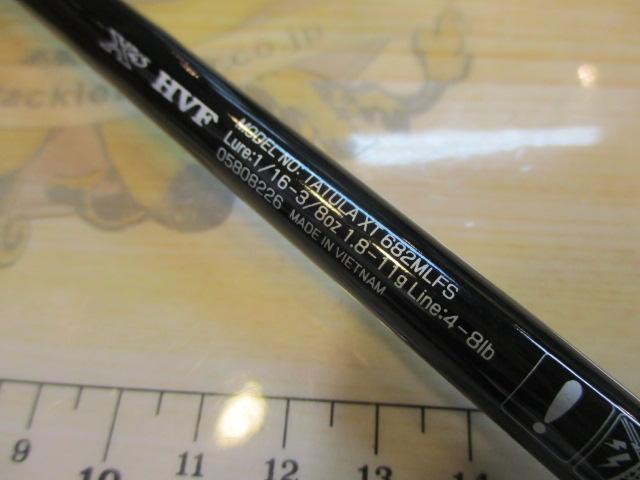 X45 HVF
MODEL NO: TATULA XT 682MLFS
Lure:1/16-3/8oz 1.8-11g Line:4-8lb
05808226 MADE IN VIETNAM
!
9 10 11 12 13 14